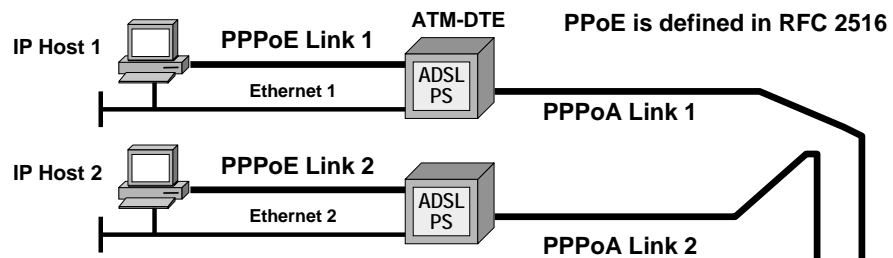 ATM-DTE
PPoE is defined in RFC 2516
IP Host 1
PPPoE Link 1
ADSL
PS
Ethernet 1
PPPoA Link 1
IP Host 2
PPPoE Link 2
ADSL
PS
Ethernet 2
PPPoA Link 2